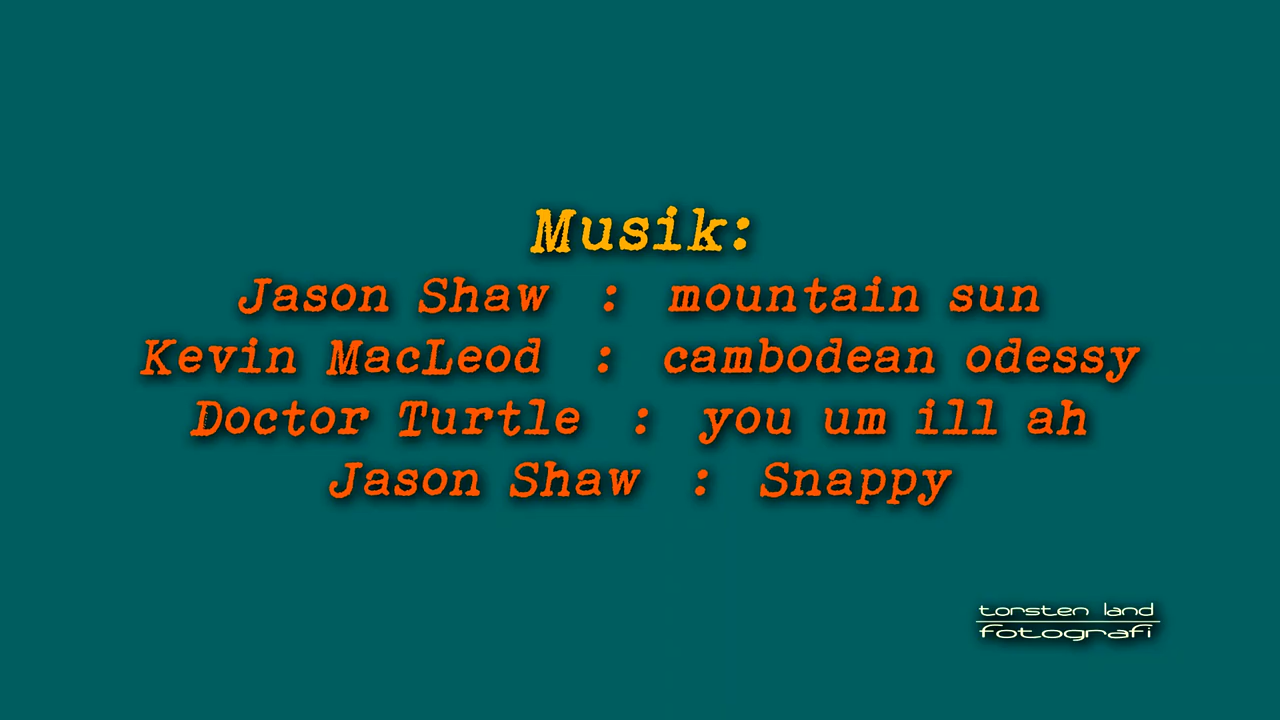 Musik:
Jason Shaw : mountain sun
Kevin MacLeod : cambodean odessy
Doctor Turtle : you um ill ah
Jason Shaw : Snappy
torsten land
fotografi